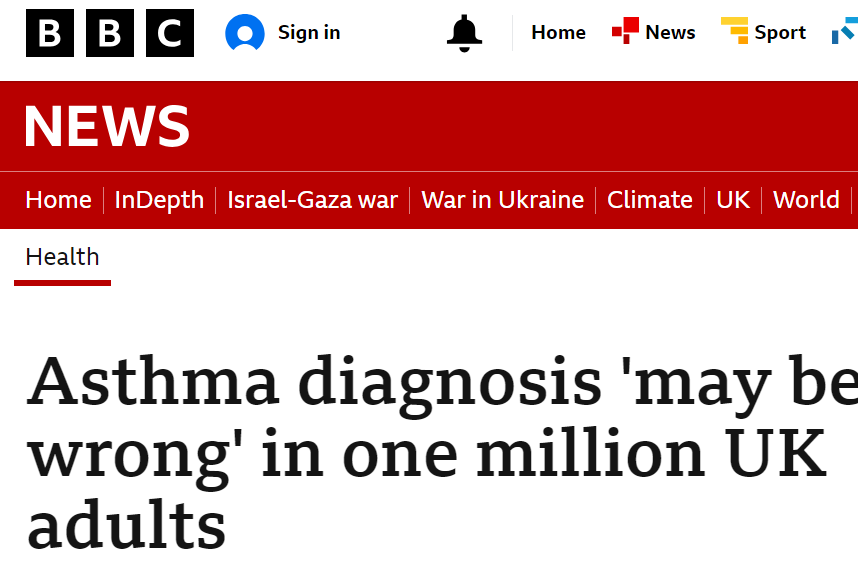 BBC Sign in Home News Sport
NEWS
Home InDepth Israel-Gaza war War in Ukraine Climate UK World
Health
Asthma diagnosis 'may be
wrong' in one million UK
adults